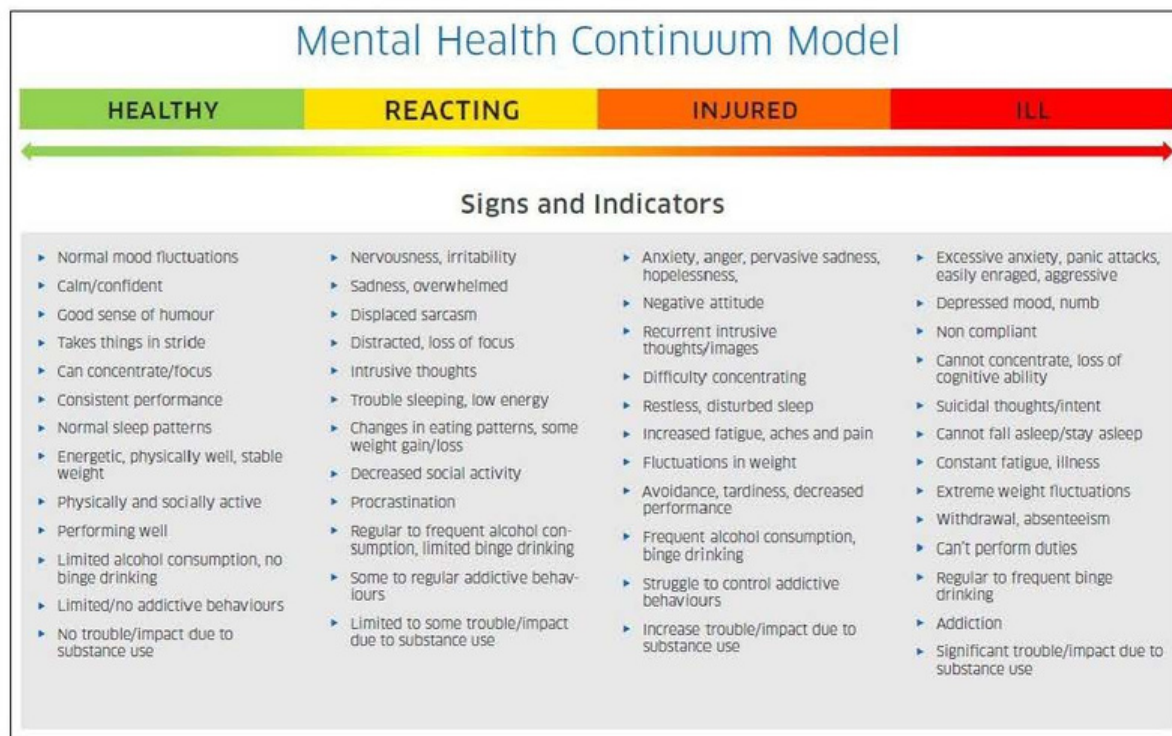 Mental Health Continuum Model
HEALTHY
REACTING
INJURED
ILL
Signs and Indicators
Normal mood fluctuations
Calm/confident
Good sense of humour
Takes things in stride
Can concentrate/focus
Consistent performance
Normal sleep patterns
Energetic, physically well, stable
weight
Physically and socially active
Performing well
Limited alcohol consumption, no
binge drinking
Limited/no addictive behaviours
No trouble/impact due to
substance use
Nervousness, irritability
Sadness, overwhelmed
Displaced sarcasm
Distracted, loss of focus
Intrusive thoughts
Trouble sleeping, low energy
Changes in eating patterns, some
weight gain/loss
Decreased social activity
Procrastination
Regular to frequent alcohol con-
sumption, limited binge drinking
Some to regular addictive behav-
iours
Limited to some trouble/impact
due to substance use
Anxiety, anger, pervasive sadness,
hopelessness,
Negative attitude
Recurrent intrusive
thoughts/images
Difficulty concentrating
Restless, disturbed sleep
Increased fatigue, aches and pain
Fluctuations in weight
Avoidance, tardiness, decreased
performance
Frequent alcohol consumption,
binge drinking
Struggle to control addictive
behaviours
Increase trouble/impact due to
substance use
Excessive anxiety, panic attacks,
easily enraged, aggressive
Depressed mood, numb
Non compliant
Cannot concentrate, loss of
cognitive ability
Suicidal thoughts/intent
Cannot fall asleep/stay asleep
Constant fatigue, illness
Extreme weight fluctuations
Withdrawal, absenteeism
Can't perform duties
Regular to frequent binge
drinking
Addiction
Significant trouble/impact due to
substance use